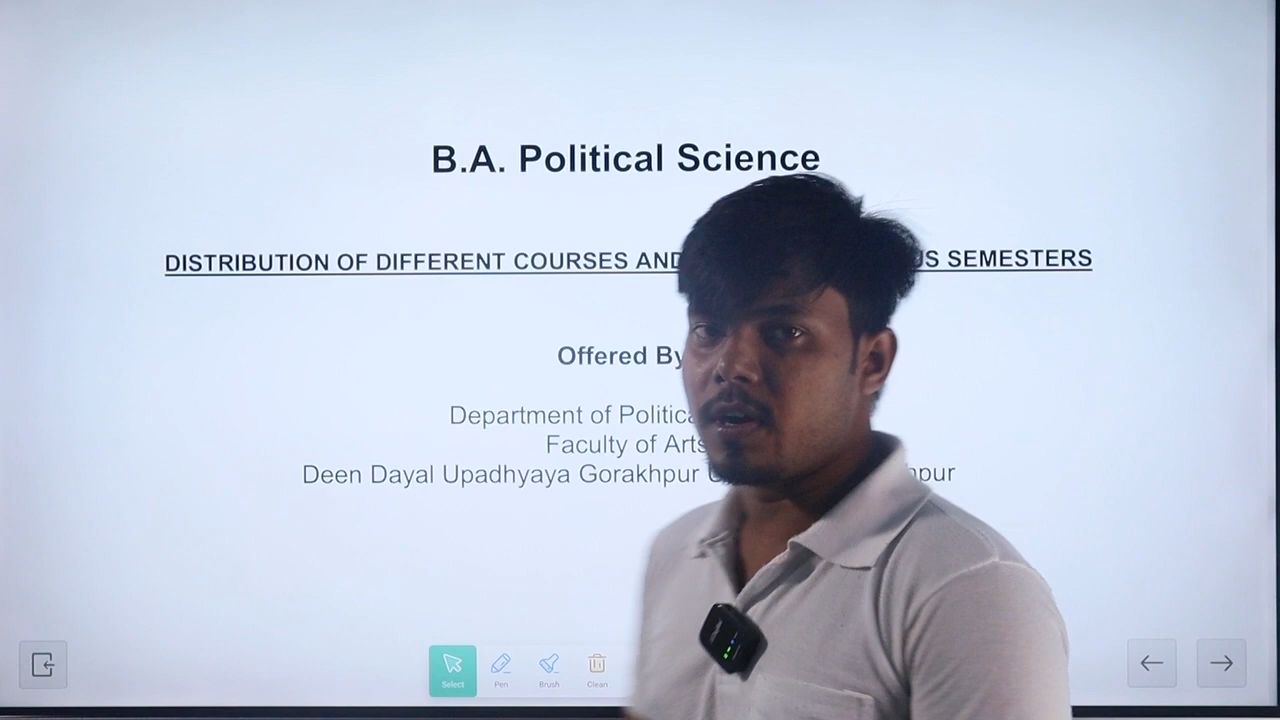 B.A. Political Science
DISTRIBUTION OF DIFFERENT COURSES AND US SEMESTERS
Offered By
Department of Politica
Faculty of Arts
Deen Dayal Upadhyaya Gorakhpur U hpur
Select Pen Brush Clean